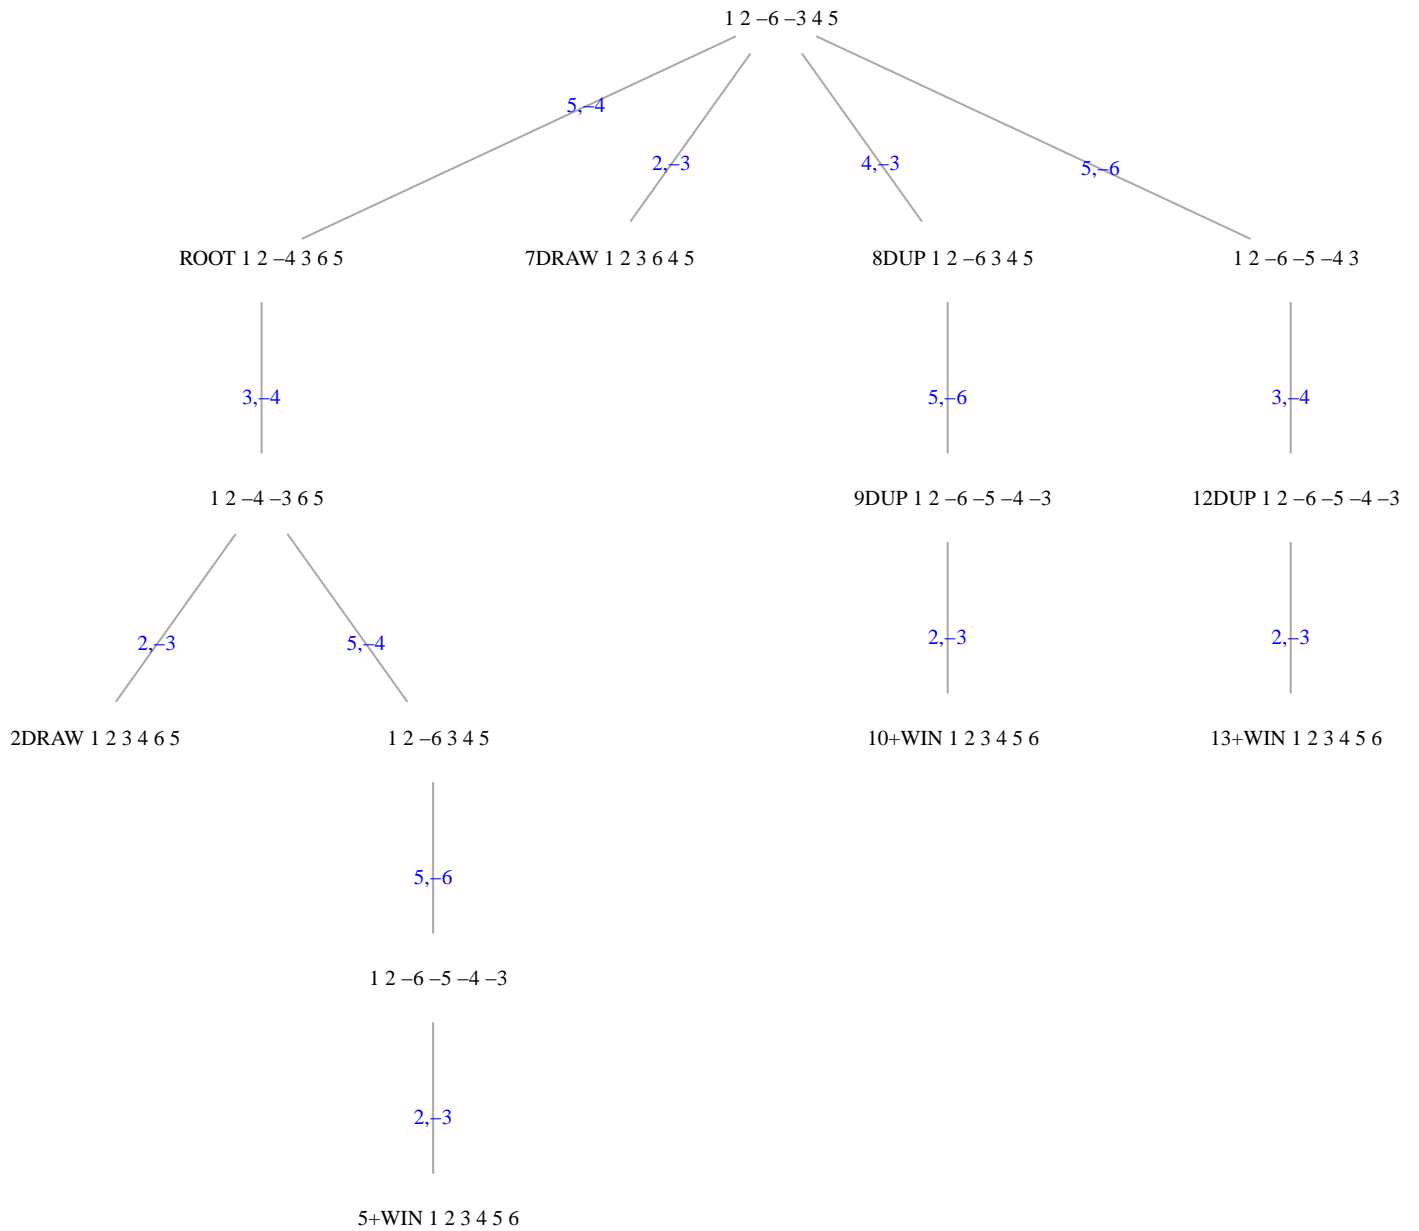 1 2 –6 –3 4 5
5,–4
2,–3
4,–3
5,–6
ROOT 1 2 –4 3 6 5
7DRAW 1 2 3 6 4 5
8DUP 1 2 –6 3 4 5
1 2 –6 –5 –4 3
3,–4
5,–6
3,–4
1 2 –4 –3 6 5
9DUP 1 2 –6 –5 –4 –3
12DUP 1 2 –6 –5 –4 –3
2,–3
5,–4
2,–3
2,–3
2DRAW 1 2 3 4 6 5
1 2 –6 3 4 5
10+WIN 1 2 3 4 5 6
13+WIN 1 2 3 4 5 6
5,–6
1 2 –6 –5 –4 –3
2,–3
5+WIN 1 2 3 4 5 6